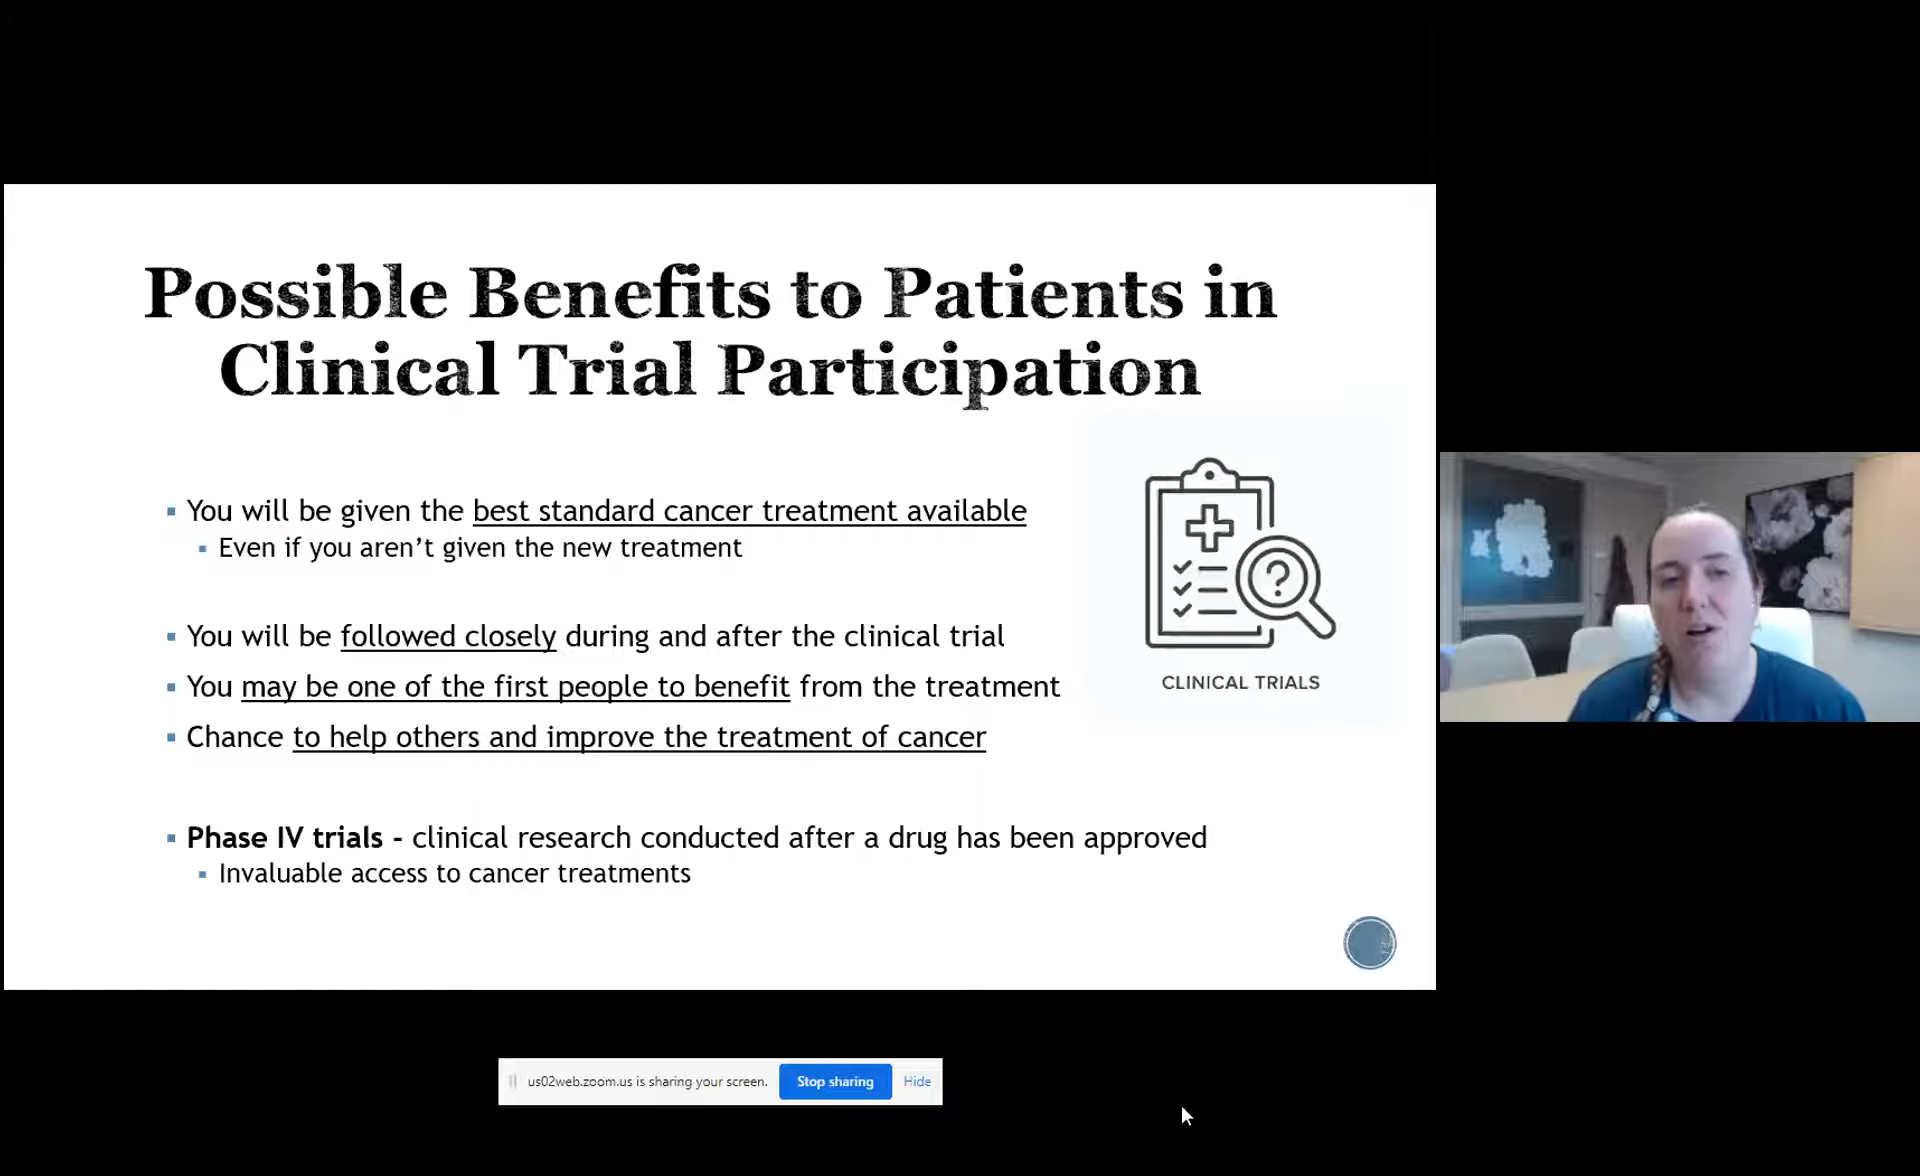 Possible Benefits to Patients in
Clinical Trial Participation
You will be given the best standard cancer treatment available
Even if you aren’t given the new treatment
You will be followed closely during and after the clinical trial
You may be one of the first people to benefit from the treatment
Chance to help others and improve the treatment of cancer
CLINICAL TRIALS
Phase IV trials - clinical research conducted after a drug has been approved
Invaluable access to cancer treatments
us02web.zoom.us is sharing your screen. Stop sharing Hide